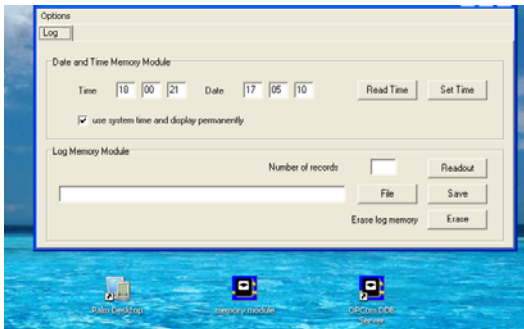 Options
Log
Date and Time Memory Module
Time 18 00 21 Date 17 05 10 Read Time Set Time
use system time and display permanently
Log Memory Module
Number of records Readout
File Save
Erase log memory Erase
Palm Desktop memory module OPCom DDE
Server